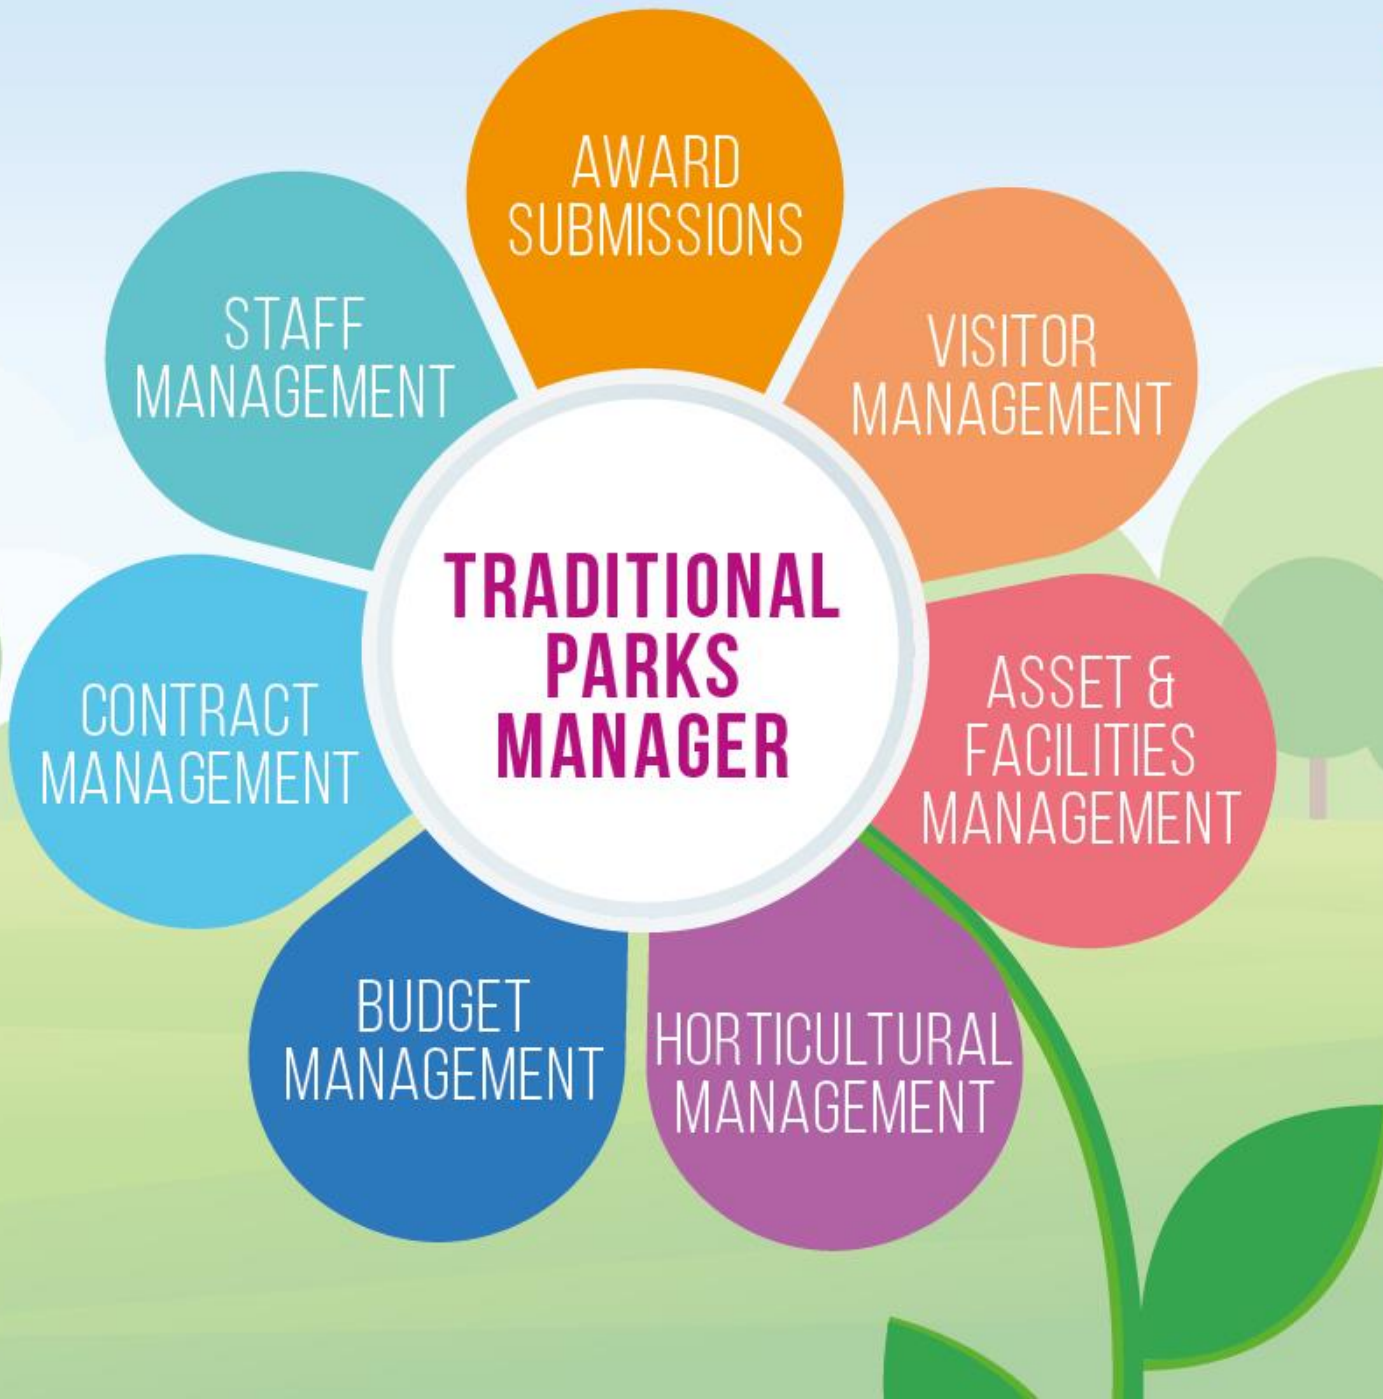 AWARD
SUBMISSIONS
STAFF
MANAGEMENT
VISITOR
MANAGEMENT
TRADITIONAL
PARKS
MANAGER
CONTRACT
MANAGEMENT
ASSET &
FACILITIES
MANAGEMENT
BUDGET
MANAGEMENT
HORTICULTURAL
MANAGEMENT